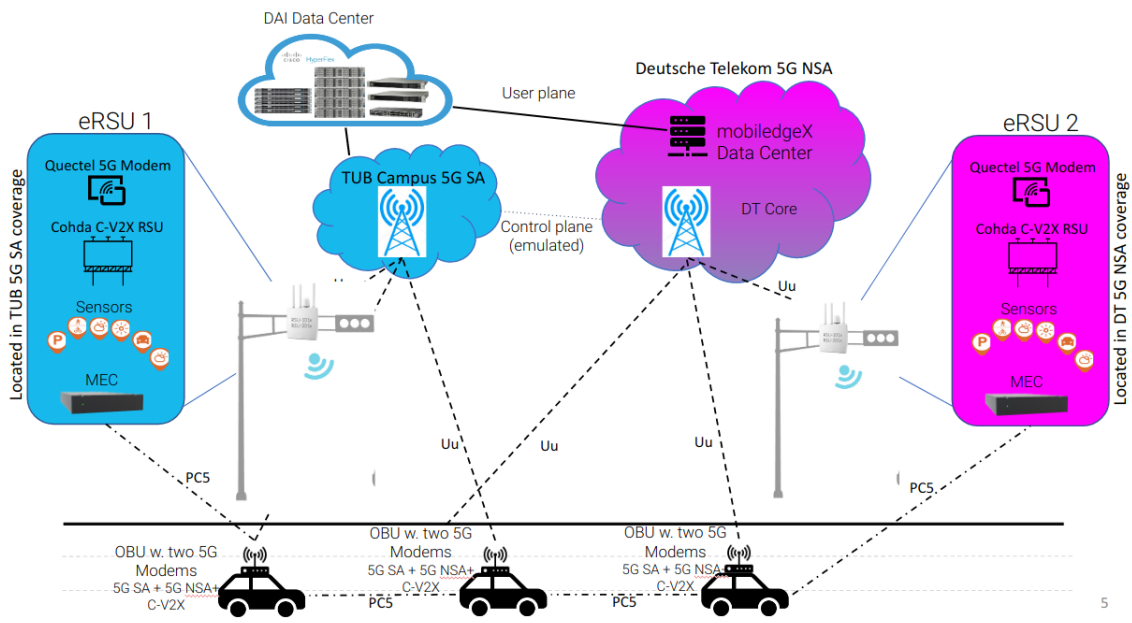 DAI Data Center
CISCO HyperFlex
Deutsche Telekom 5G NSA
User plane
mobiledgeX
Data Center
eRSU 1
eRSU 2
Located in TUB 5G SA coverage
Quectel 5G Modem
Cohda C-V2X RSU
Sensors
P
MEC
TUB Campus 5G SA
Control plane
(emulated)
DT Core
Located in DT 5G NSA coverage
Quectel 5G Modem
Cohda C-V2X RSU
Sensors
P
MEC
Uu
Uu
Uu
Uu
PC5
PC5
OBU w. two 5G
Modems
5G SA + 5G NSA+
C-V2X
OBU w. two 5G
Modems
5G SA + 5G NSA+
C-V2X
OBU w. two 5G
Modems
5G SA + 5G NSA+
C-V2X
PC5
PC5
5